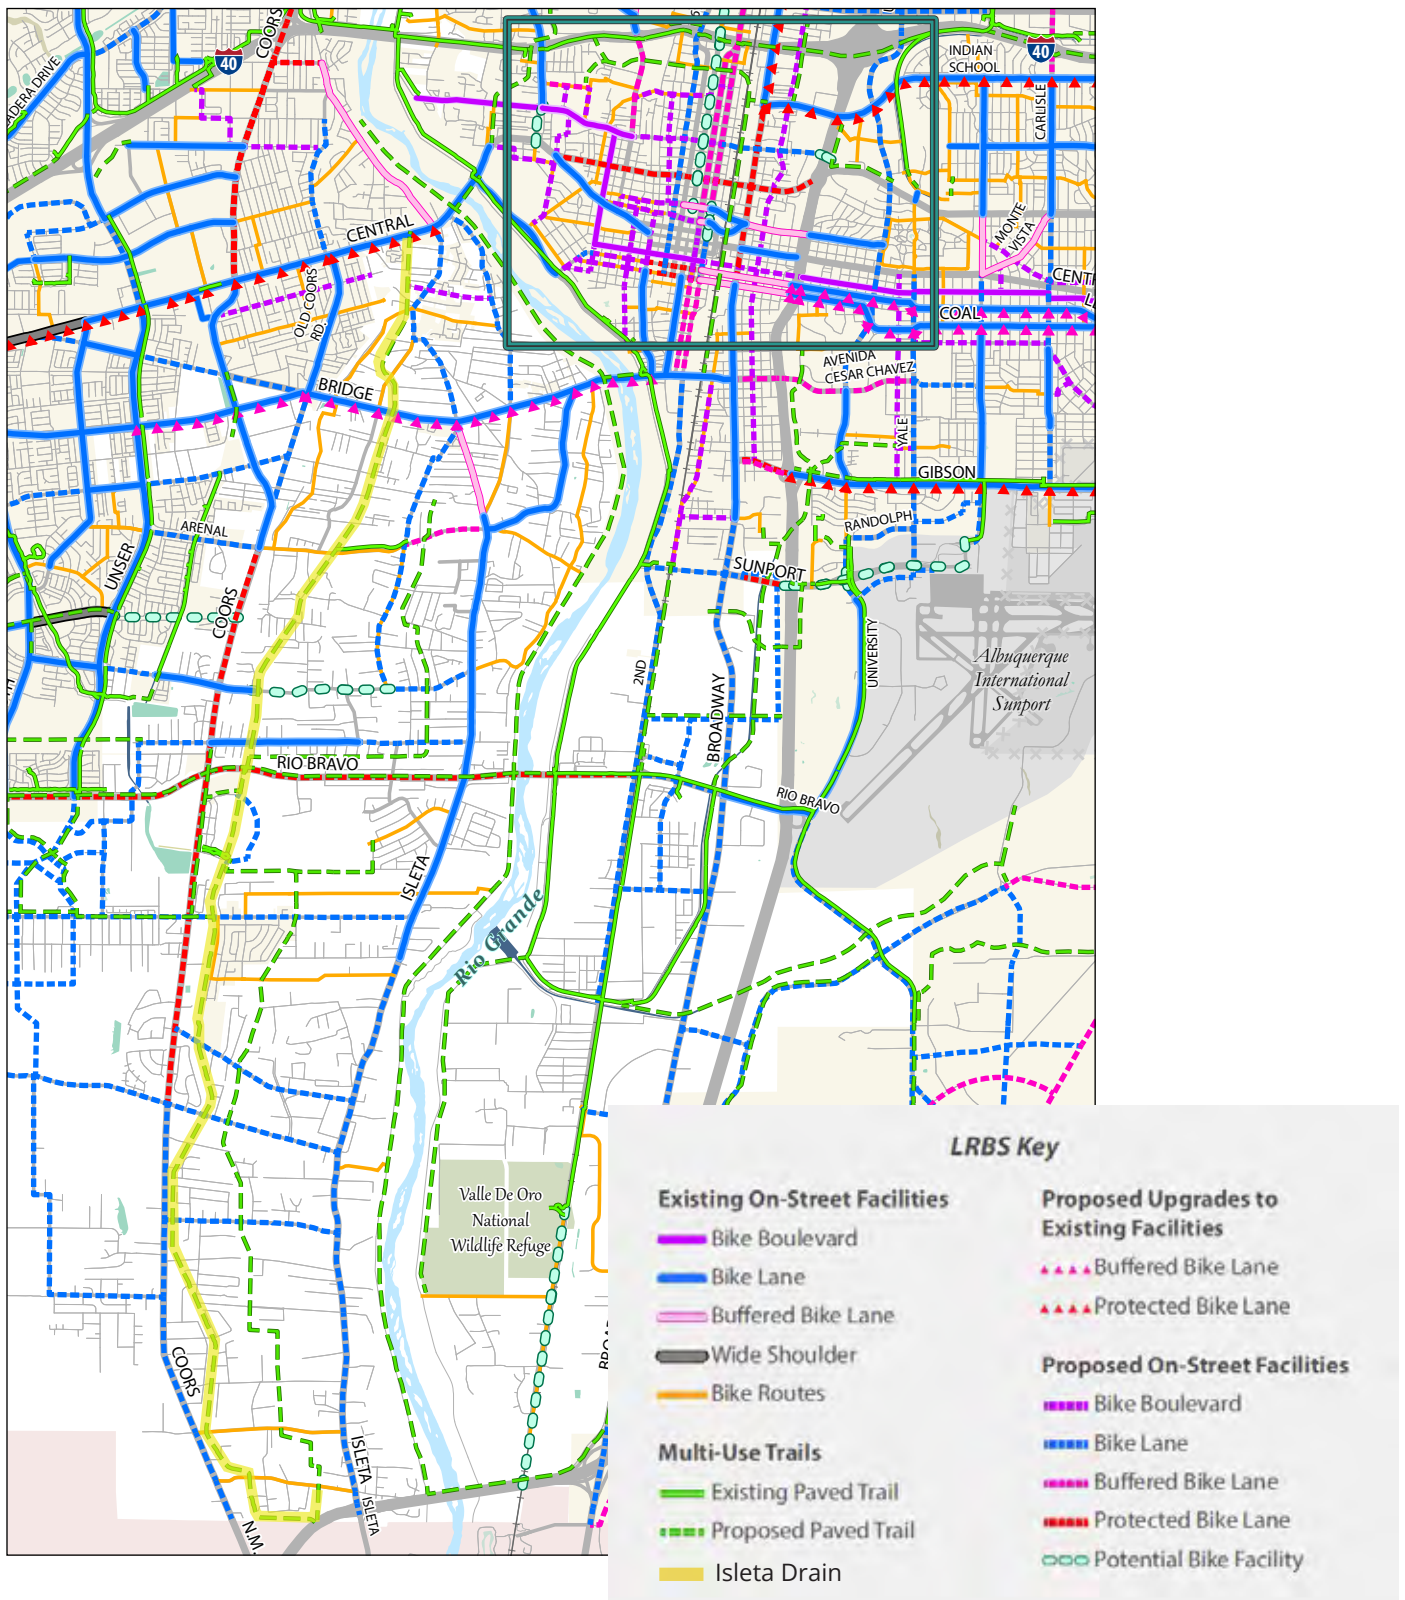 COORS
40
ADERA DRIVE
INDIAN
SCHOOL
40
CARLISLE
CENTRAL
MONTE
VISTA
CENT
OLD COORS
RD.
COAL
BRIDGE
AVENIDA
CESAR CHAVEZ
YALE
GIBSON
ARENAL
RANDOLPH
UNSER
SUNPORT
COORS
UNIVERSITY
2ND
Albuquerque
International
Sunport
BROADWAY
RIO BRAVO
RIO BRAVO
ISLETA
Rio Grande
Valle De Oro
National
Wildlife Refuge
COORS
BROA
ISLETA
ISLETA
N.M.
LRBS Key
Existing On-Street Facilities
Bike Boulevard
Bike Lane
Buffered Bike Lane
Wide Shoulder
Bike Routes
Multi-Use Trails
Existing Paved Trail
Proposed Paved Trail
Isleta Drain
Proposed Upgrades to
Existing Facilities
Buffered Bike Lane
Protected Bike Lane
Proposed On-Street Facilities
Bike Boulevard
Bike Lane
Buffered Bike Lane
Protected Bike Lane
Potential Bike Facility